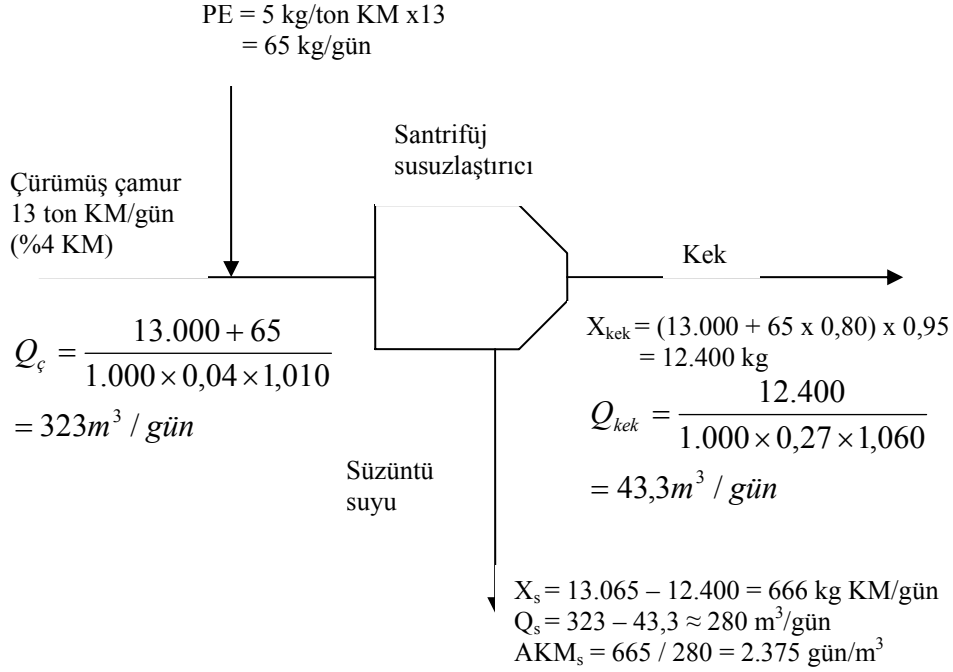 PE = 5 kg/ton KM x13
= 65 kg/gün
Santrifüj
susuzlaştırıcı
Çürümüş çamur
13 ton KM/gün
(%4 KM)
Kek
Q_ç = (13.000 + 65) / (1.000 × 0,04 × 1,010)
= 323m³ / gün
X_kek = (13.000 + 65 x 0,80) x 0,95
= 12.400 kg
Q_kek = 12.400 / (1.000 × 0,27 × 1,060)
= 43,3m³ / gün
Süzüntü
suyu
X_s = 13.065 – 12.400 = 666 kg KM/gün
Q_s = 323 – 43,3 ≈ 280 m³/gün
AKM_s = 665 / 280 = 2.375 gün/m³